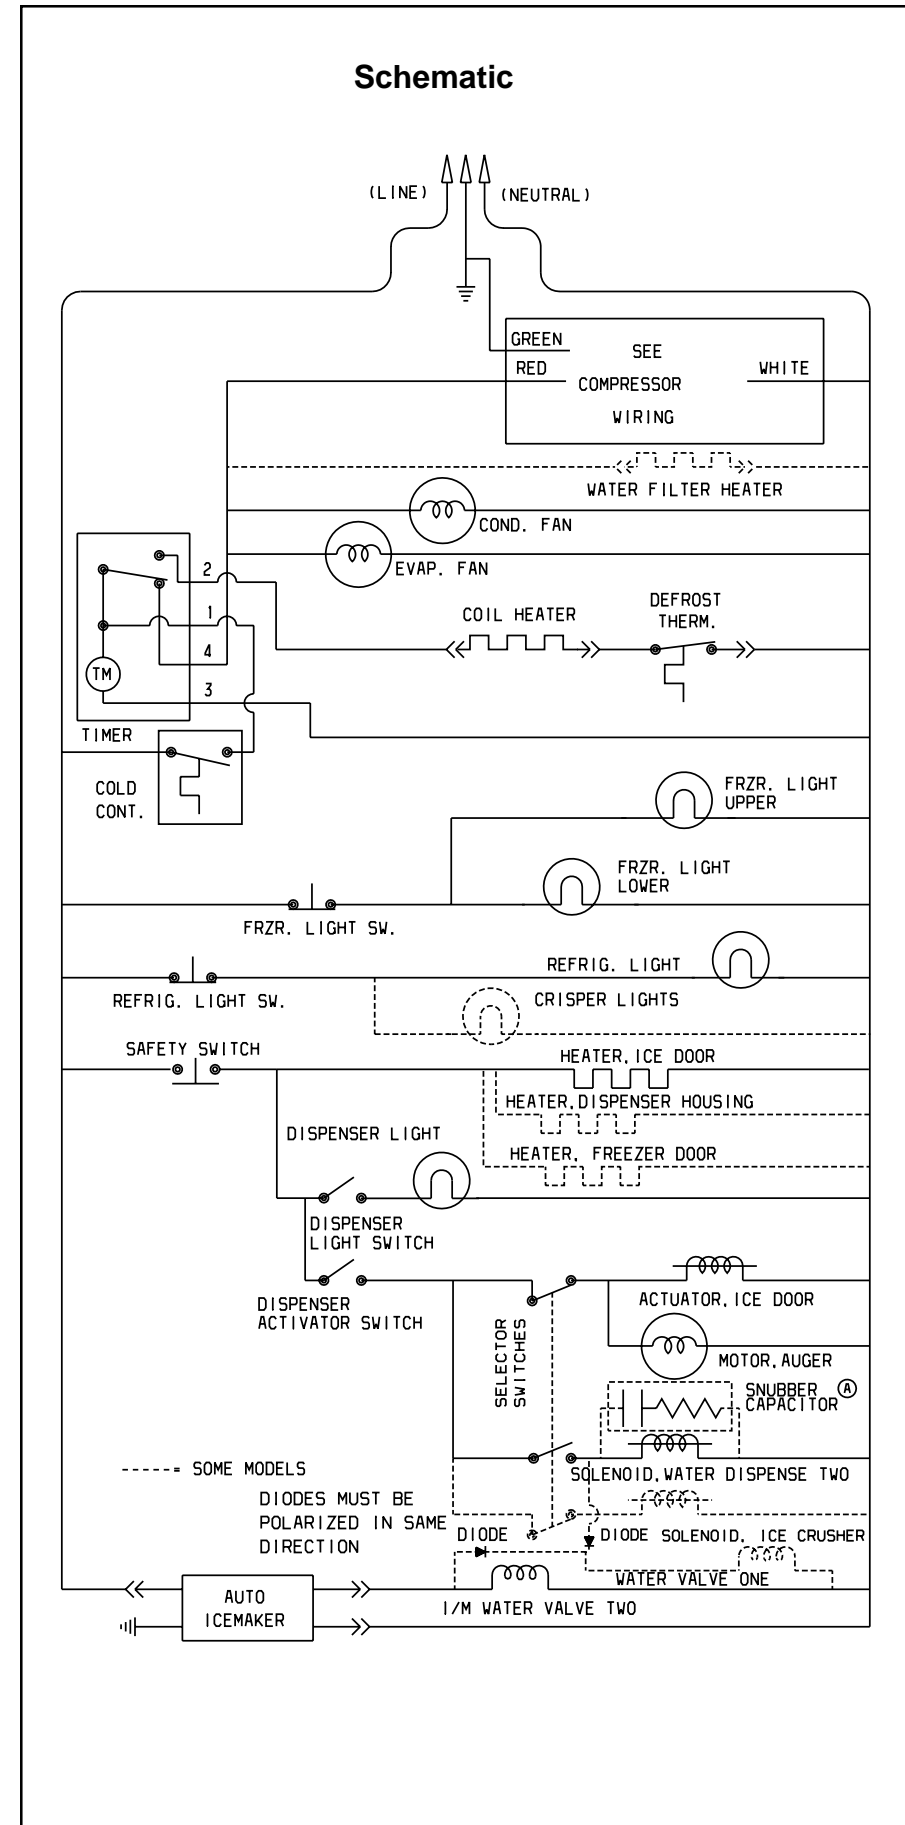 Schematic
(LINE)
(NEUTRAL)
GREEN
SEE
RED
COMPRESSOR
WHITE
WIRING
WATER FILTER HEATER
COND. FAN
EVAP. FAN
2
COIL HEATER
DEFROST
THERM.
1
4
TM
3
TIMER
COLD
CONT.
FRZR. LIGHT
UPPER
FRZR. LIGHT
LOWER
FRZR. LIGHT SW.
REFRIG. LIGHT
REFRIG. LIGHT SW.
CRISPER LIGHTS
SAFETY SWITCH
HEATER, ICE DOOR
HEATER, DISPENSER HOUSING
DISPENSER LIGHT
HEATER, FREEZER DOOR
DISPENSER
LIGHT SWITCH
DISPENSER
ACTIVATOR SWITCH
ACTUATOR, ICE DOOR
SELECTOR
SWITCHES
MOTOR, AUGER
SNUBBER
CAPACITOR
A
SOLENOID, WATER DISPENSE TWO
-----= SOME MODELS
DIODES MUST BE
POLARIZED IN SAME
DIRECTION
DIODE
DIODE
SOLENOID, ICE CRUSHER
WATER VALVE ONE
AUTO
ICEMAKER
I/M WATER VALVE TWO